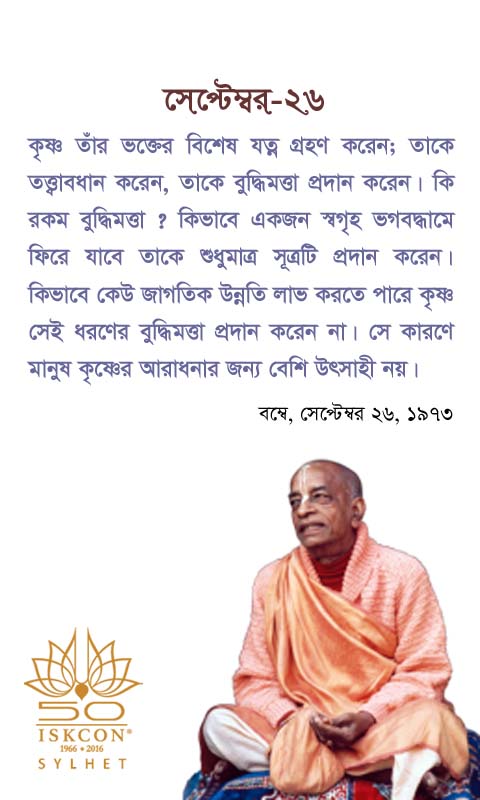 সেপ্টেম্বর-২৬
কৃষ্ণ তাঁর ভক্তের বিশেষ যত্ন গ্রহণ করেন; তাকে
তত্ত্বাবধান করেন, তাকে বুদ্ধিমত্তা প্রদান করেন। কি
রকম বুদ্ধিমত্তা ? কিভাবে একজন স্বগৃহ ভগবদ্ধামে
ফিরে যাবে তাকে শুধুমাত্র সূত্রটি প্রদান করেন।
কিভাবে কেউ জাগতিক উন্নতি লাভ করতে পারে কৃষ্ণ
সেই ধরণের বুদ্ধিমত্তা প্রদান করেন না। সে কারণে
মানুষ কৃষ্ণের আরাধনার জন্য বেশি উৎসাহী নয়।
বম্বে, সেপ্টেম্বর ২৬, ১৯৭৩
50
ISKCON®
1966 • 2016
SYLHET